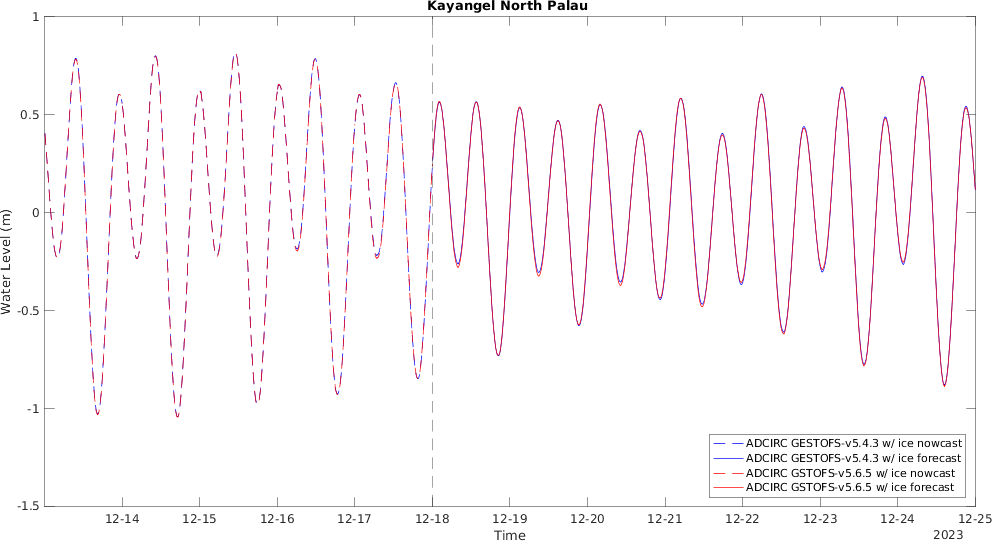 Kayangel North Palau
1
0.5
0
-0.5
-1
-1.5
Water Level (m)
12-14 12-15 12-16 12-17 12-18 12-19 12-20 12-21 12-22 12-23 12-24 12-25
Time
2023
ADCIRC GESTOFS-v5.4.3 w/ ice nowcast
ADCIRC GESTOFS-v5.4.3 w/ ice forecast
ADCIRC GSTOFS-v5.6.5 w/ ice nowcast
ADCIRC GSTOFS-v5.6.5 w/ ice forecast